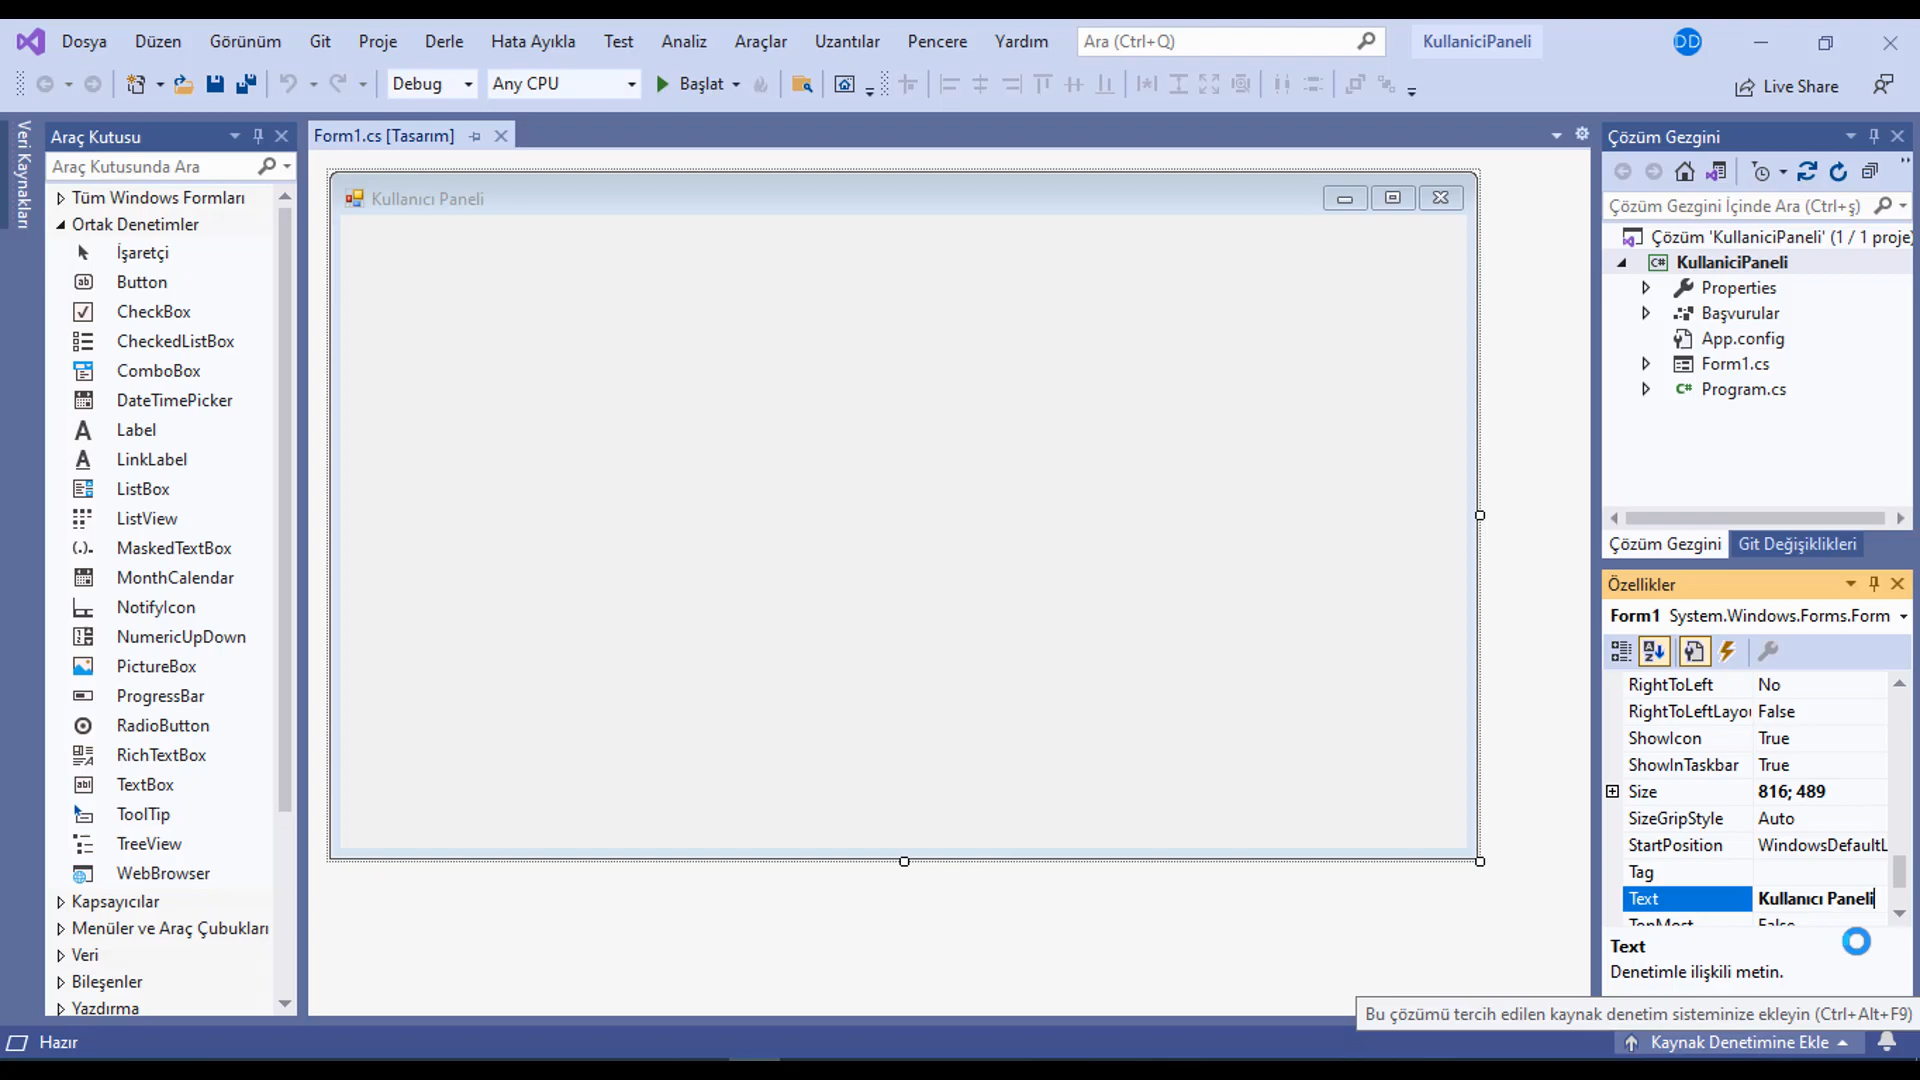 Dosya Düzen Görünüm Git Proje Derle Hata Ayıkla Test Analiz Araçlar Uzantılar Pencere Yardım Ara (Ctrl+Q) KullaniciPaneli DD
Debug Any CPU Başlat Live Share
Veri Kaynakları
Araç Kutusu
Araç Kutusunda Ara
Tüm Windows Formları
Ortak Denetimler
İşaretçi
Button
CheckBox
CheckedListBox
ComboBox
DateTimePicker
Label
LinkLabel
ListBox
ListView
MaskedTextBox
MonthCalendar
NotifyIcon
NumericUpDown
PictureBox
ProgressBar
RadioButton
RichTextBox
TextBox
ToolTip
TreeView
WebBrowser
Kapsayıcılar
Menüler ve Araç Çubukları
Veri
Bileşenler
Yazdırma
Form1.cs [Tasarım]
Kullanıcı Paneli
Çözüm Gezgini
Çözüm Gezgini İçinde Ara (Ctrl+ş)
Çözüm 'KullaniciPaneli' (1 / 1 proje)
KullaniciPaneli
Properties
Başvurular
App.config
Form1.cs
Program.cs
Çözüm Gezgini Git Değişiklikleri
Özellikler
Form1 System.Windows.Forms.Form
RightToLeft No
RightToLeftLayou False
ShowIcon True
ShowInTaskbar True
Size 816; 489
SizeGripStyle Auto
StartPosition WindowsDefaultL
Tag
Text Kullanıcı Paneli
TopMost False
Text
Denetimle ilişkili metin.
Bu çözümü tercih edilen kaynak denetim sisteminize ekleyin (Ctrl+Alt+F9)
Hazır Kaynak Denetimine Ekle